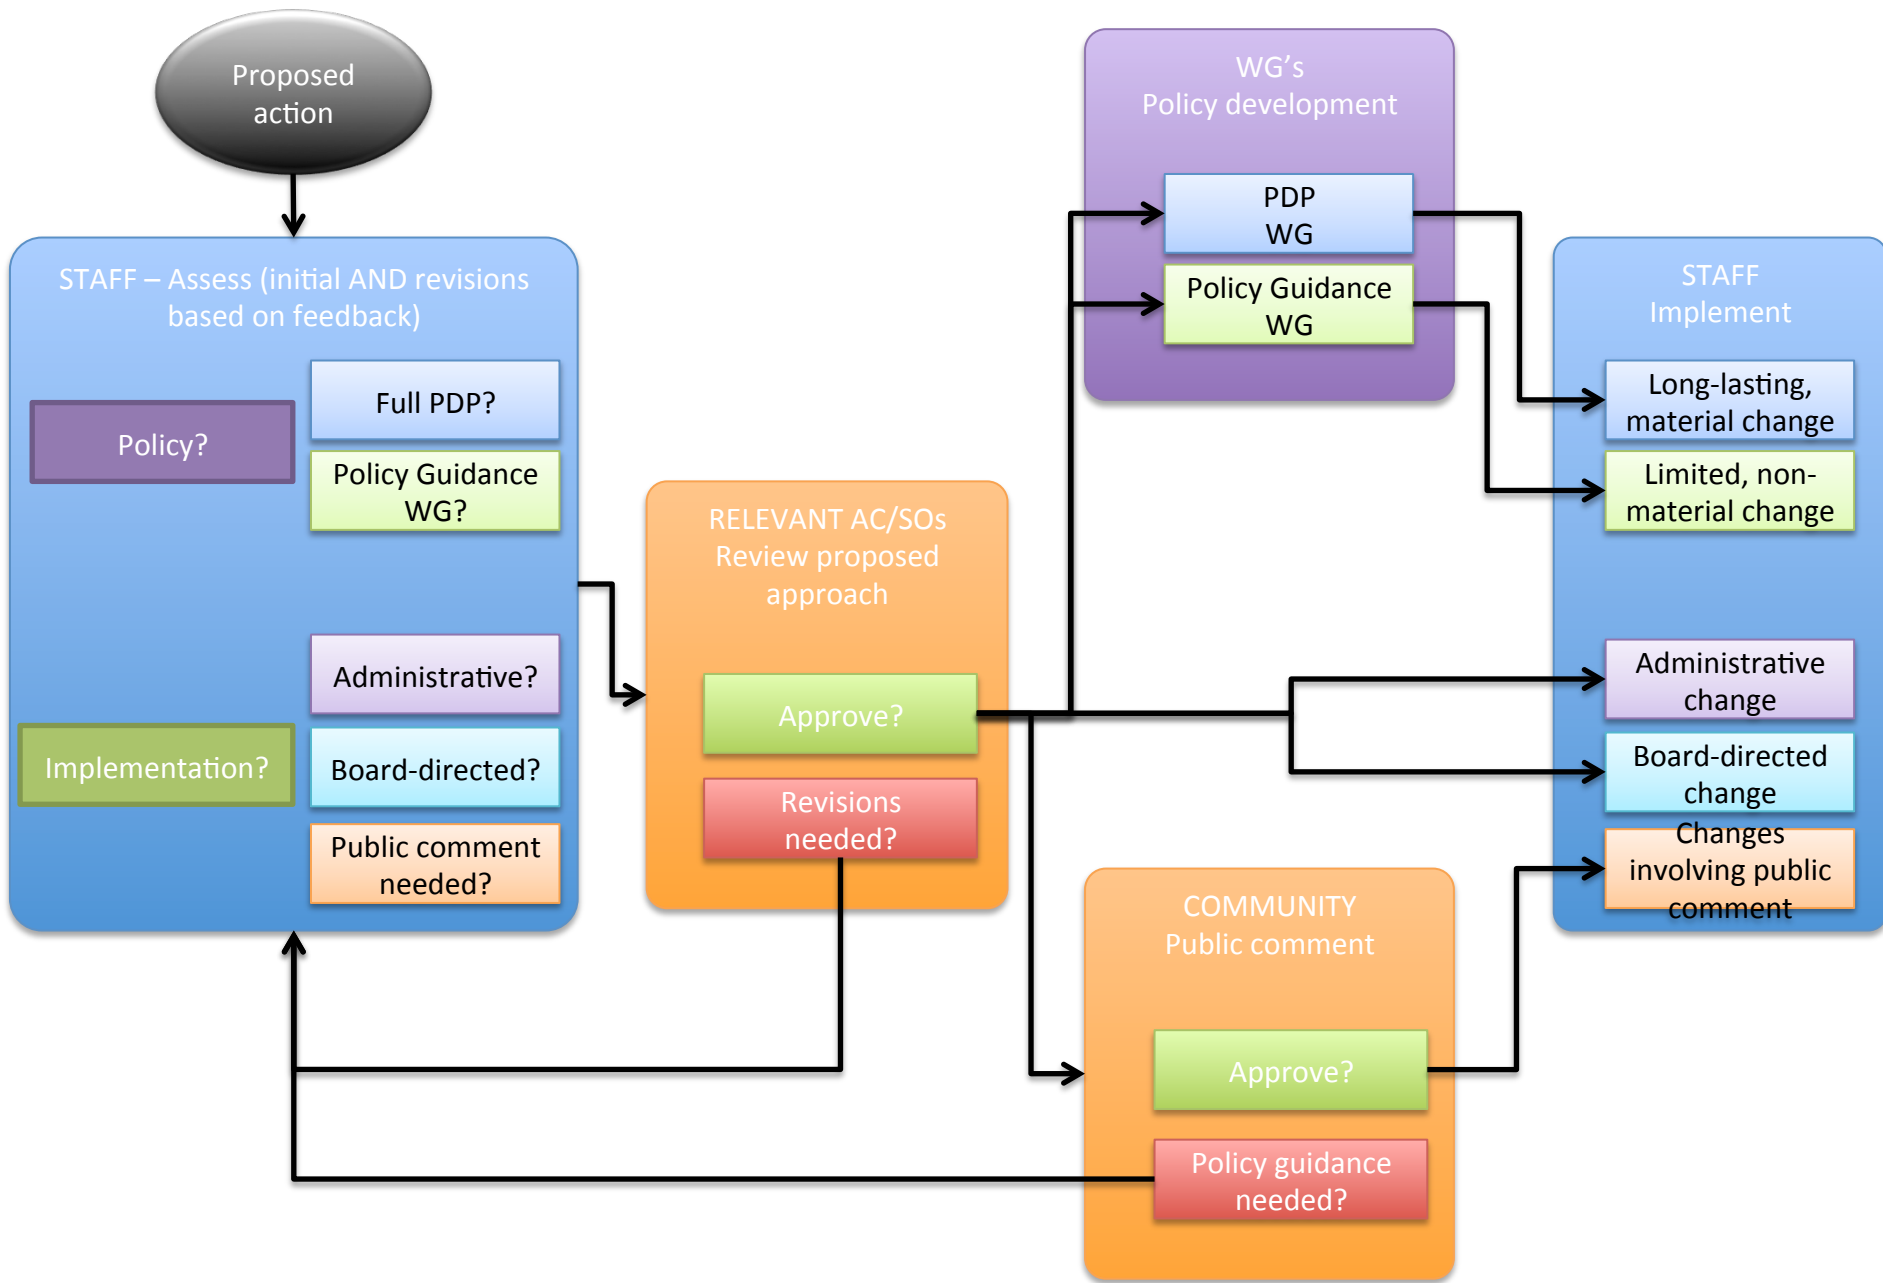 Proposed
action
STAFF – Assess (initial AND revisions
based on feedback)
Policy?
Full PDP?
Policy Guidance
WG?
Implementation?
Administrative?
Board-directed?
Public comment
needed?
RELEVANT AC/SOs
Review proposed
approach
Approve?
Revisions
needed?
WG’s
Policy development
PDP
WG
Policy Guidance
WG
COMMUNITY
Public comment
Approve?
Policy guidance
needed?
STAFF
Implement
Long-lasting,
material change
Limited, non-
material change
Administrative
change
Board-directed
change
Changes
involving public
comment